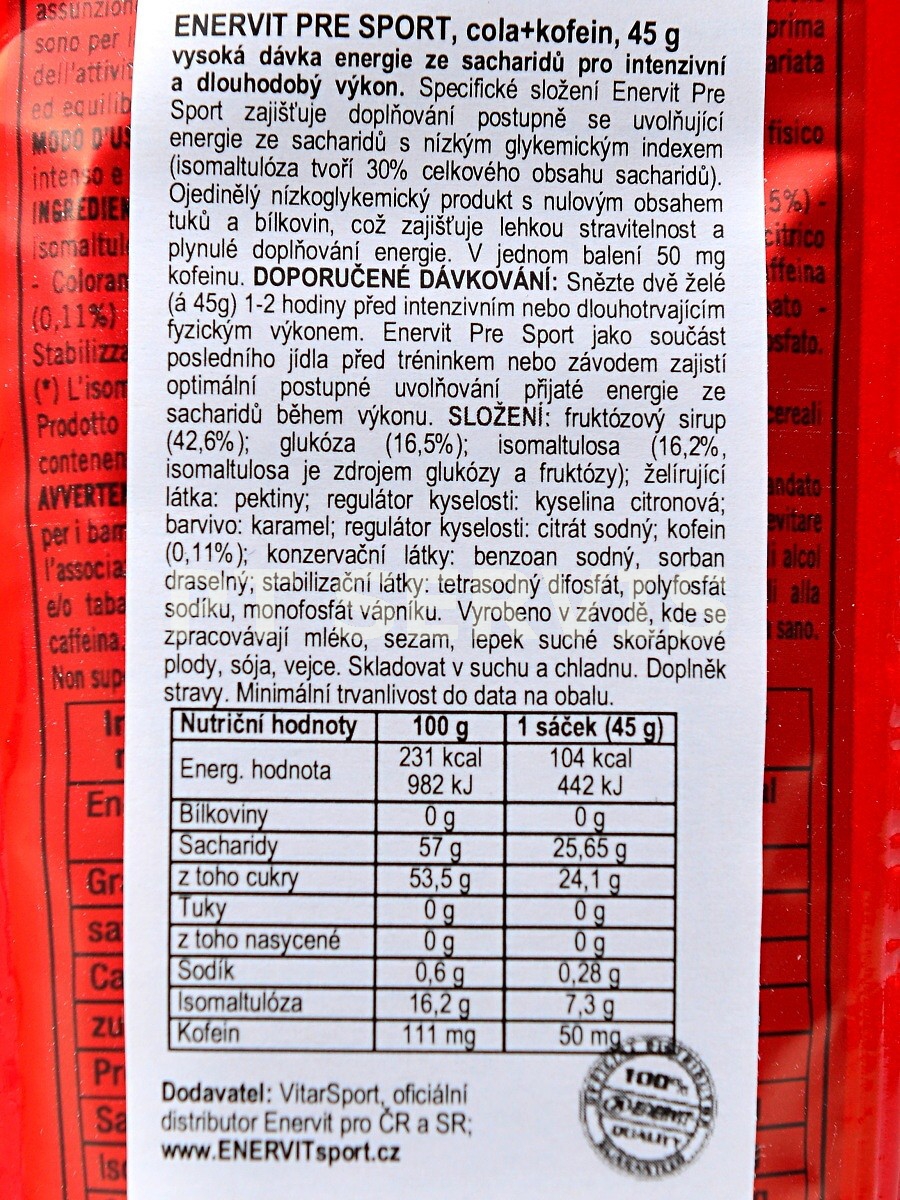 ENERVIT PRE SPORT, cola+kofein, 45 g
vysoká dávka energie ze sacharidů pro intenzivní
a dlouhodobý výkon. Specifické složení Enervit Pre
Sport zajišťuje doplňování postupně se uvolňující
energie ze sacharidů s nízkým glykemickým indexem
(isomaltulóza tvoří 30% celkového obsahu sacharidů).
Ojedinělý nízkoglykemický produkt s nulovým obsahem
tuků a bílkovin, což zajišťuje lehkou stravitelnost a
plynulé doplňování energie. V jednom balení 50 mg
kofeinu. DOPORUČENÉ DÁVKOVÁNÍ: Snězte dvě želé
(á 45g) 1-2 hodiny před intenzivním nebo dlouhotrvajícím
fyzickým výkonem. Enervit Pre Sport jako součást
posledního jídla před tréninkem nebo závodem zajistí
optimální postupné uvolňování přijaté energie ze
sacharidů během výkonu. SLOŽENÍ: fruktózový sirup
(42,6%); glukóza (16,5%); isomaltulosa (16,2%,
isomaltulosa je zdrojem glukózy a fruktózy); želírující
látka: pektiny; regulátor kyselosti: kyselina citronová;
barvivo: karamel; regulátor kyselosti: citrát sodný; kofein
(0,11%); konzervační látky: benzoan sodný, sorban
draselný; stabilizační látky: tetrasodný difosfát, polyfosfát
sodíku, monofosfát vápníku. Vyrobeno v závodě, kde se
zpracovávají mléko, sezam, lepek suché skořápkové
plody, sója, vejce. Skladovat v suchu a chladnu. Doplněk
stravy. Minimální trvanlivost do data na obalu.
Nutriční hodnoty 100 g 1 sáček (45 g)
Energ. hodnota 231 kcal 104 kcal
982 kJ 442 kJ
Bílkoviny 0 g 0 g
Sacharidy 57 g 25,65 g
z toho cukry 53,5 g 24,1 g
Tuky 0 g 0 g
z toho nasycené 0 g 0 g
Sodík 0,6 g 0,28 g
Isomaltulóza 16,2 g 7,3 g
Kofein 111 mg 50 mg
Dodavatel: VitarSport, oficiální
distributor Enervit pro ČR a SR;
www.ENERVITsport.cz
100%
QUALITY